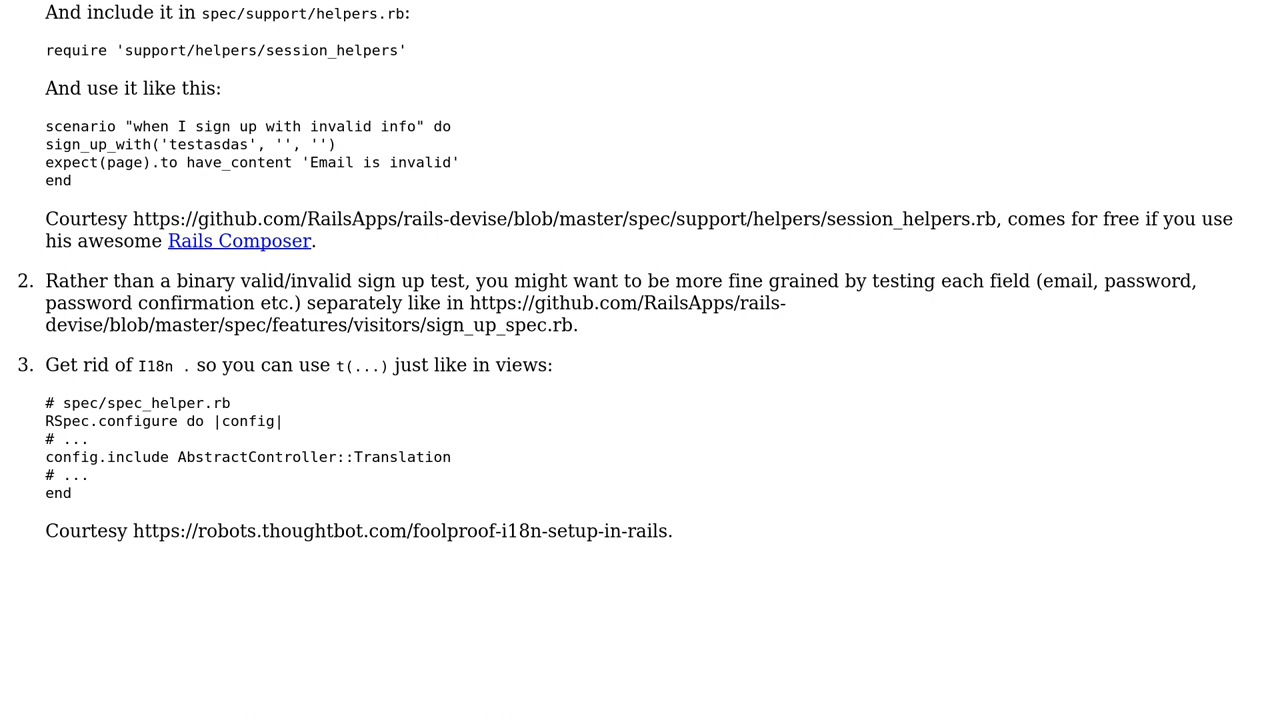 And include it in spec/support/helpers.rb:
require 'support/helpers/session_helpers'
And use it like this:
scenario "when I sign up with invalid info" do
sign_up_with('testasdas', '', '')
expect(page).to have_content 'Email is invalid'
end
Courtesy https://github.com/RailsApps/rails-devise/blob/master/spec/support/helpers/session_helpers.rb, comes for free if you use
his awesome Rails Composer.
2. Rather than a binary valid/invalid sign up test, you might want to be more fine grained by testing each field (email, password,
password confirmation etc.) separately like in https://github.com/RailsApps/rails-
devise/blob/master/spec/features/visitors/sign_up_spec.rb.
3. Get rid of I18n . so you can use t(...) just like in views:
# spec/spec_helper.rb
RSpec.configure do |config|
# ...
config.include AbstractController::Translation
# ...
end
Courtesy https://robots.thoughtbot.com/foolproof-i18n-setup-in-rails.